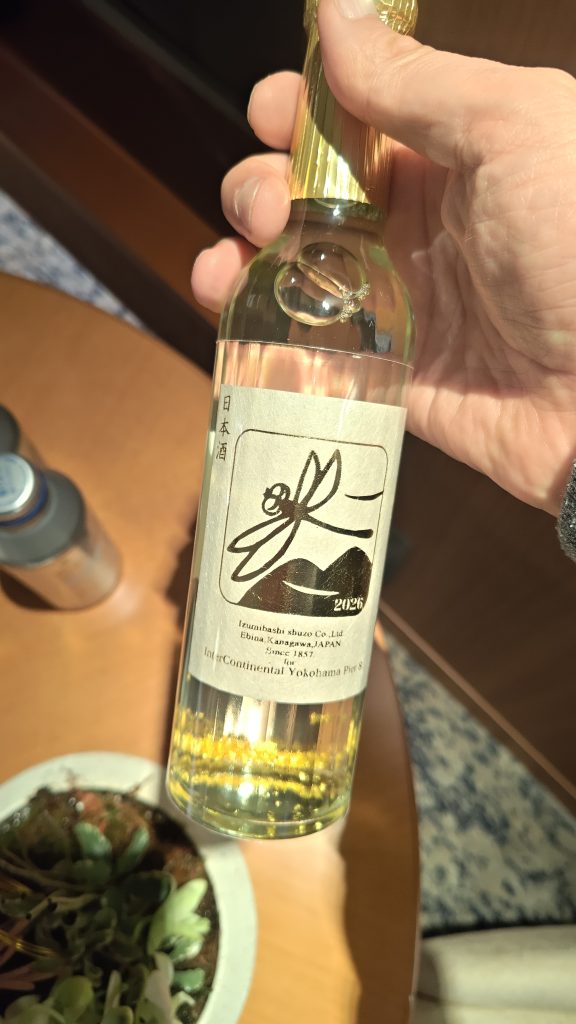 日本酒
2026
Izumibashi shuzo Co.,Ltd.
Ebina,Kanagawa,JAPAN
Since 1857.
for
InterContinental Yokohama Pier 8